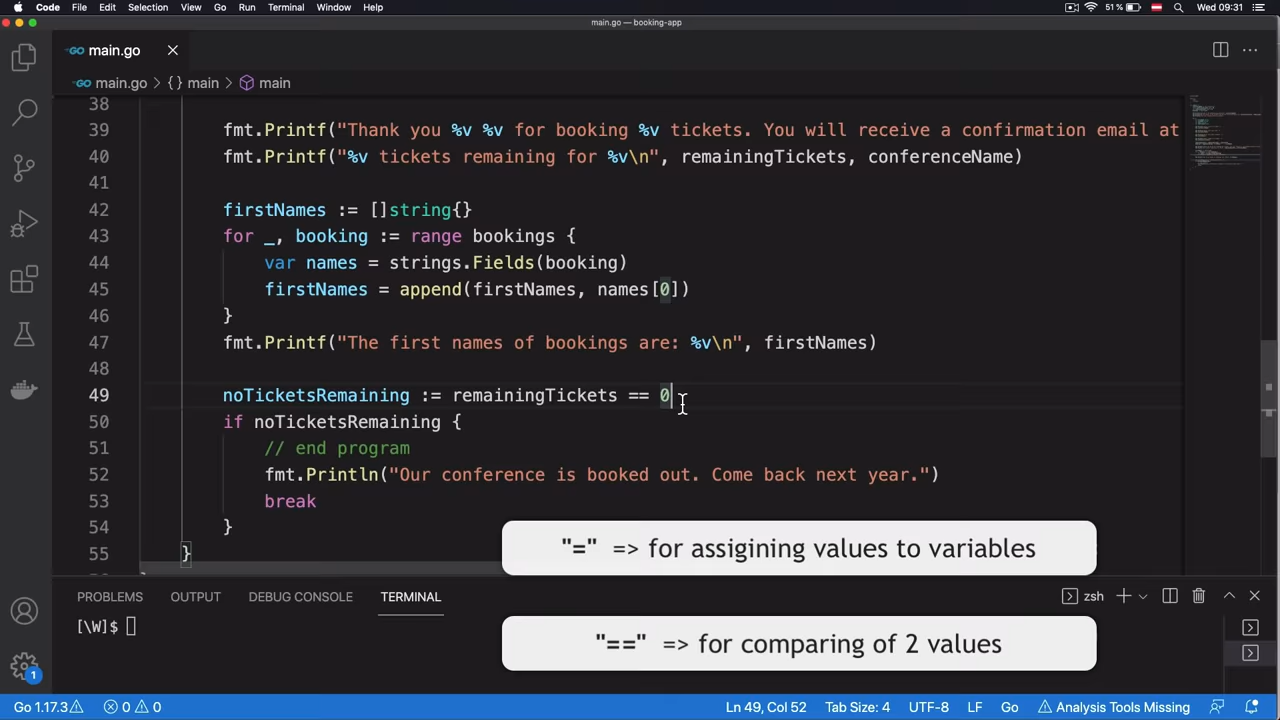 Code File Edit Selection View Go Run Terminal Window Help 51% Wed 09:31
main.go — booking-app
main.go
main.go > { } main > main
38
39 fmt.Printf("Thank you %v %v for booking %v tickets. You will receive a confirmation email at
40 fmt.Printf("%v tickets remaining for %v\n", remainingTickets, conferenceName)
41
42 firstNames := []string{}
43 for _, booking := range bookings {
44 var names = strings.Fields(booking)
45 firstNames = append(firstNames, names[0])
46 }
47 fmt.Printf("The first names of bookings are: %v\n", firstNames)
48
49 noTicketsRemaining := remainingTickets == 0
50 if noTicketsRemaining {
51 // end program
52 fmt.Println("Our conference is booked out. Come back next year.")
53 break
54 }
55 }
"=" => for assigining values to variables
PROBLEMS OUTPUT DEBUG CONSOLE TERMINAL zsh
[\W]$
"==" => for comparing of 2 values
1
Go 1.17.3 0 0 Ln 49, Col 52 Tab Size: 4 UTF-8 LF Go Analysis Tools Missing